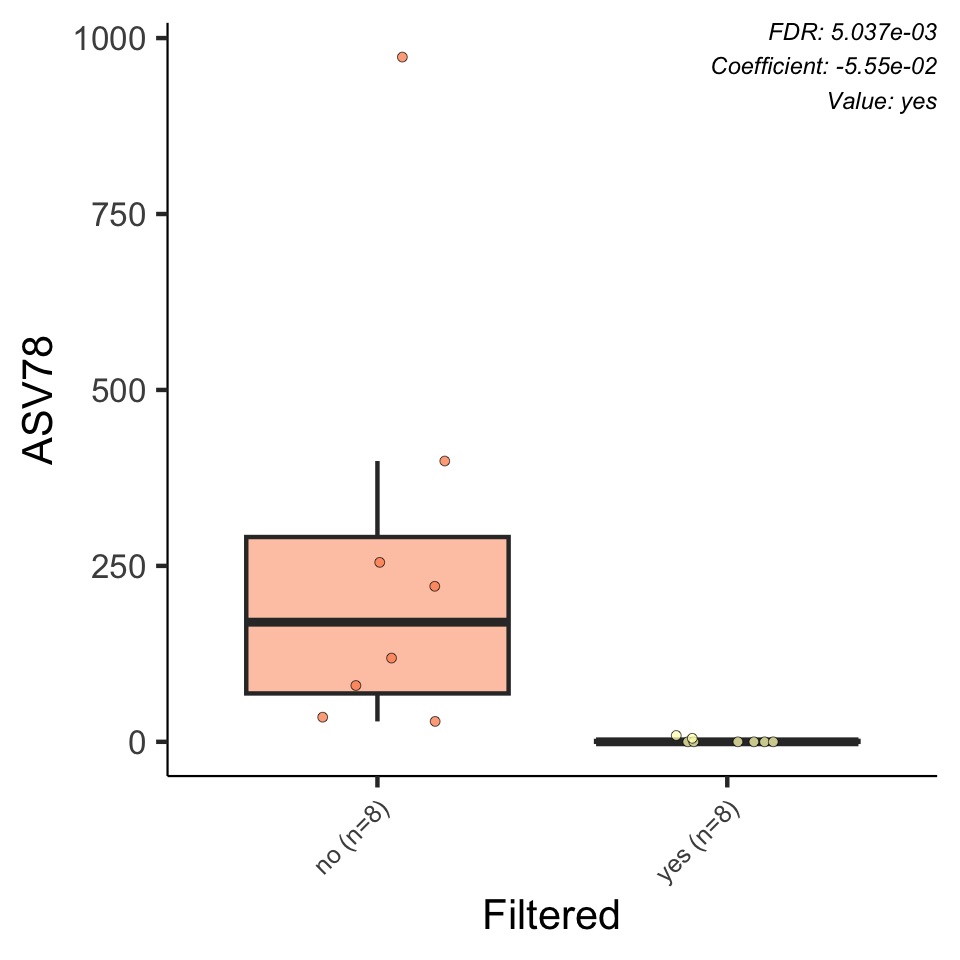 FDR: 5.037e-03
Coefficient: -5.55e-02
Value: yes
1000
750
500
250
0
ASV78
no (n=8)
yes (n=8)
Filtered